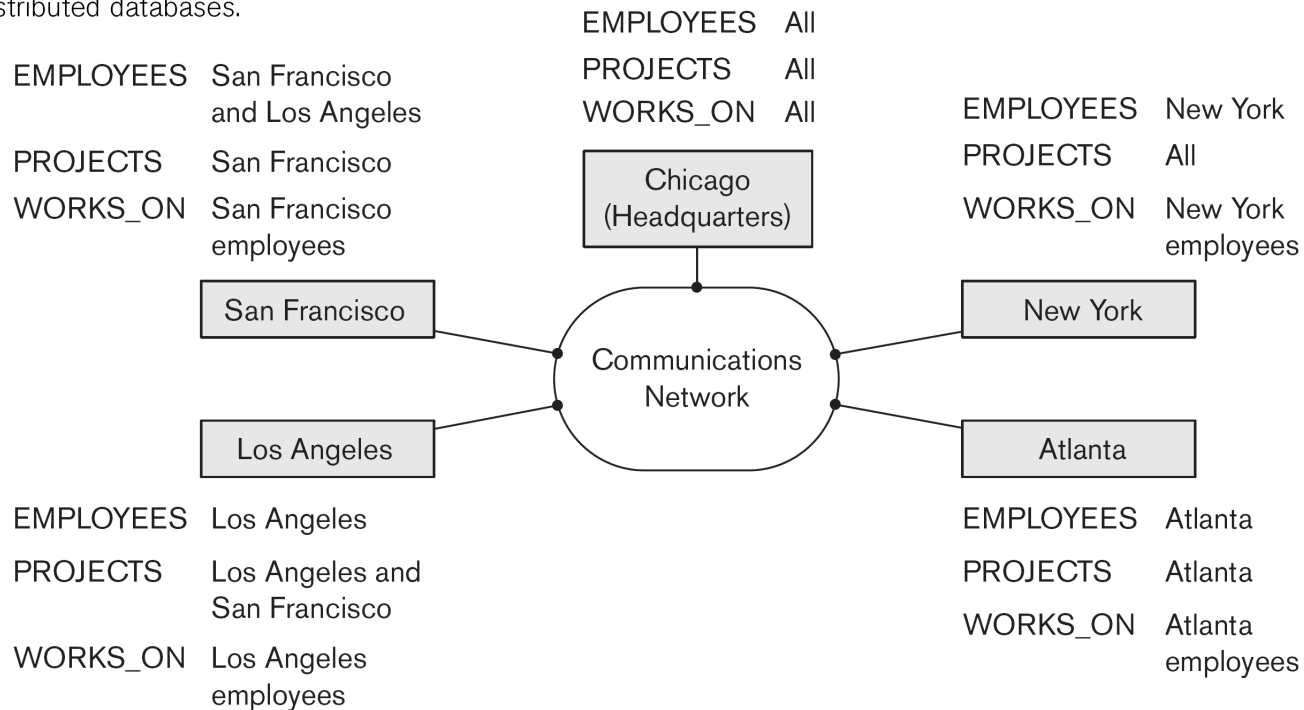 stributed databases.
EMPLOYEES All
PROJECTS All
WORKS_ON All
EMPLOYEES San Francisco
and Los Angeles
PROJECTS San Francisco
WORKS_ON San Francisco
employees
EMPLOYEES New York
PROJECTS All
WORKS_ON New York
employees
Chicago
(Headquarters)
San Francisco
New York
Communications
Network
Los Angeles
Atlanta
EMPLOYEES Los Angeles
PROJECTS Los Angeles and
San Francisco
WORKS_ON Los Angeles
employees
EMPLOYEES Atlanta
PROJECTS Atlanta
WORKS_ON Atlanta
employees